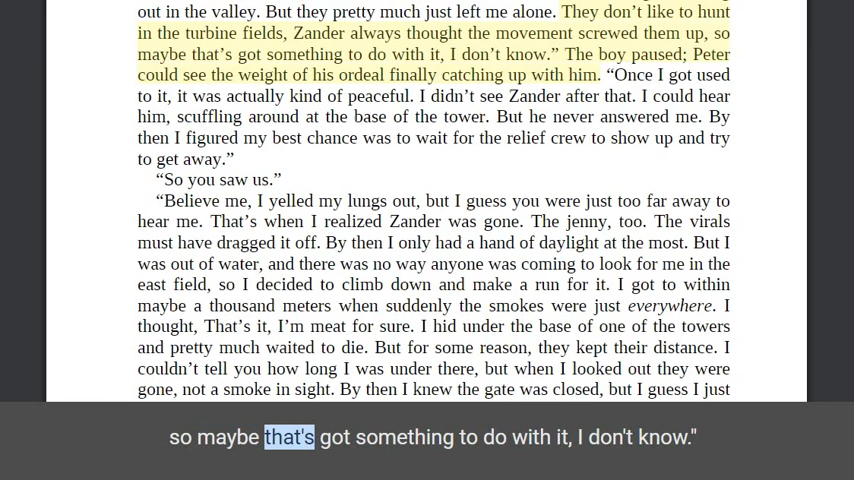 out in the valley. But they pretty much just left me alone. They don’t like to hunt
in the turbine fields, Zander always thought the movement screwed them up, so
maybe that’s got something to do with it, I don’t know.” The boy paused; Peter
could see the weight of his ordeal finally catching up with him. “Once I got used
to it, it was actually kind of peaceful. I didn’t see Zander after that. I could hear
him, scuffling around at the base of the tower. But he never answered me. By
then I figured my best chance was to wait for the relief crew to show up and try
to get away.”
“So you saw us.”
“Believe me, I yelled my lungs out, but I guess you were just too far away to
hear me. That’s when I realized Zander was gone. The jenny, too. The virals
must have dragged it off. By then I only had a hand of daylight at the most. But I
was out of water, and there was no way anyone was coming to look for me in the
east field, so I decided to climb down and make a run for it. I got to within
maybe a thousand meters when suddenly the smokes were just everywhere. I
thought, That’s it, I’m meat for sure. I hid under the base of one of the towers
and pretty much waited to die. But for some reason, they kept their distance. I
couldn’t tell you how long I was under there, but when I looked out they were
gone, not a smoke in sight. By then I knew the gate was closed, but I guess I just
so maybe that's got something to do with it, I don't know."